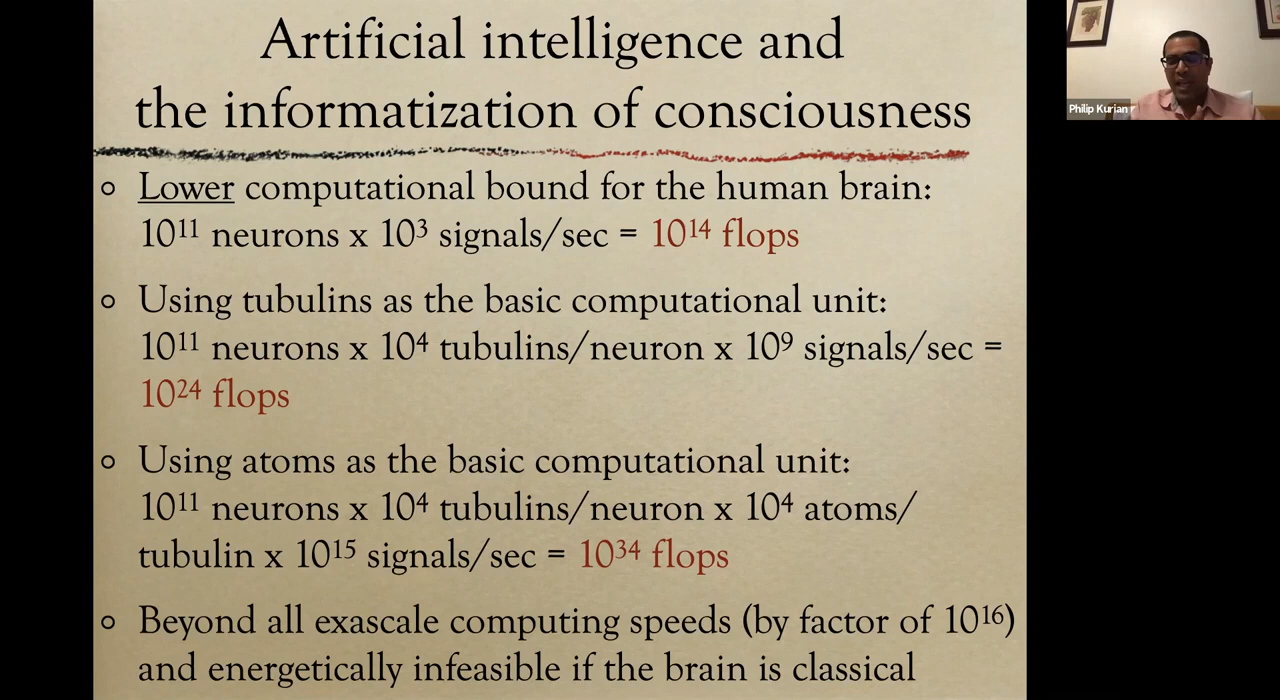 Artificial intelligence and
the informatization of consciousness
Philip Kurian
Lower computational bound for the human brain:
10¹¹ neurons x 10³ signals/sec = 10¹⁴ flops
Using tubulins as the basic computational unit:
10¹¹ neurons x 10⁴ tubulins/neuron x 10⁹ signals/sec =
10²⁴ flops
Using atoms as the basic computational unit:
10¹¹ neurons x 10⁴ tubulins/neuron x 10⁴ atoms/
tubulin x 10¹⁵ signals/sec = 10³⁴ flops
Beyond all exascale computing speeds (by factor of 10¹⁶)
and energetically infeasible if the brain is classical